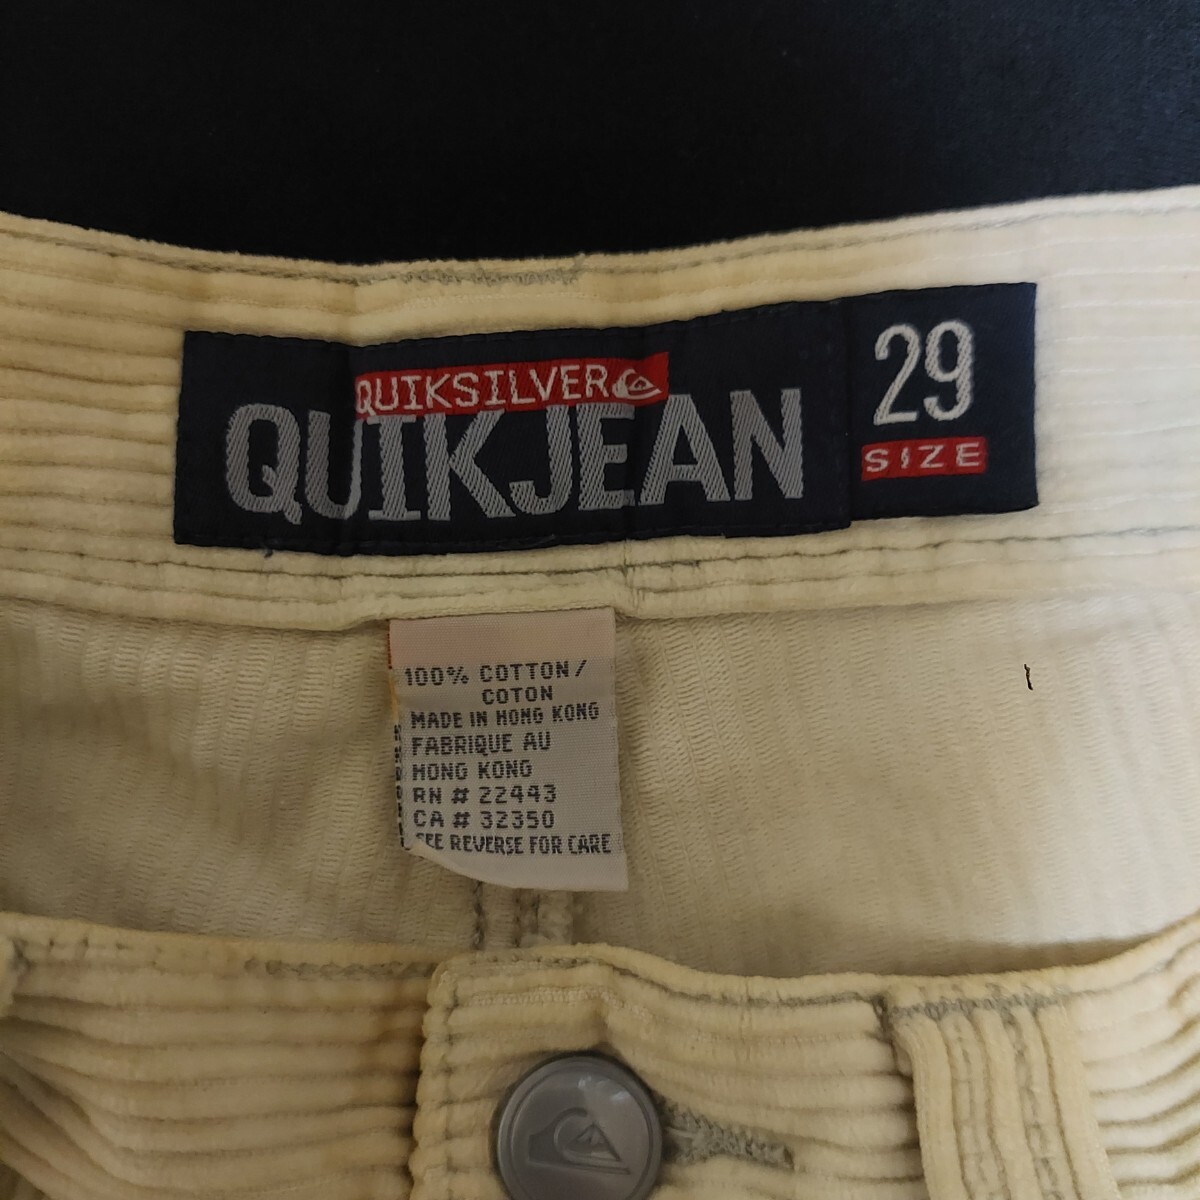 QUIKSILVER
QUIKJEAN
29
SIZE
100% COTTON/
COTON
MADE IN HONG KONG
FABRIQUE AU
HONG KONG
RN # 22443
CA # 32350
SEE REVERSE FOR CARE